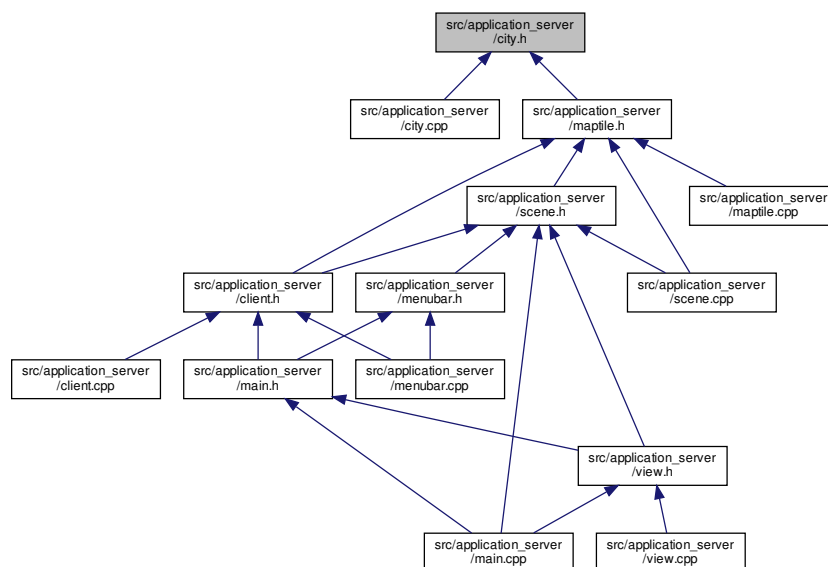 src/application_server
/city.h
src/application_server
/city.cpp
src/application_server
/maptile.h
src/application_server
/scene.h
src/application_server
/maptile.cpp
src/application_server
/client.h
src/application_server
/menubar.h
src/application_server
/scene.cpp
src/application_server
/client.cpp
src/application_server
/main.h
src/application_server
/menubar.cpp
src/application_server
/view.h
src/application_server
/main.cpp
src/application_server
/view.cpp